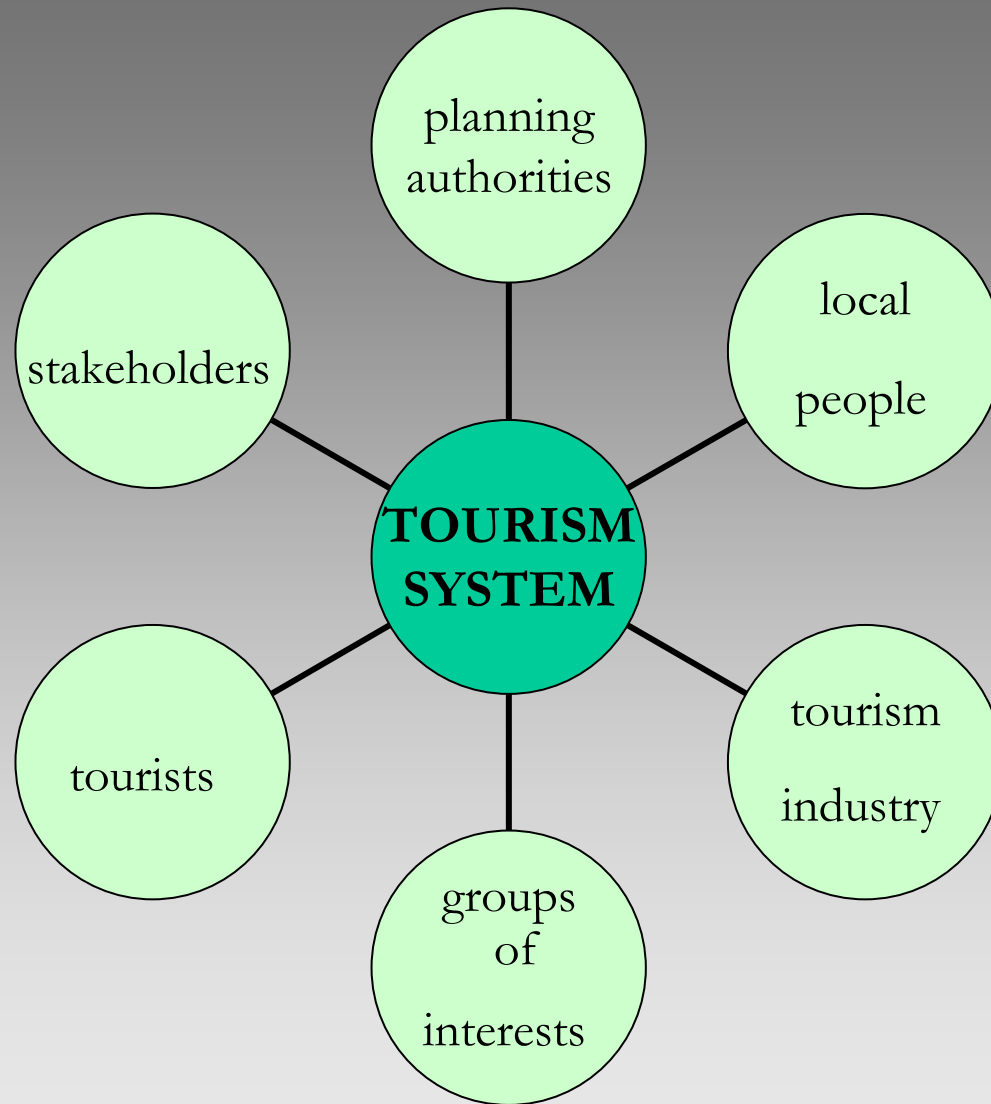 planning
authorities
local
people
stakeholders
TOURISM
SYSTEM
tourism
industry
tourists
groups
of
interests